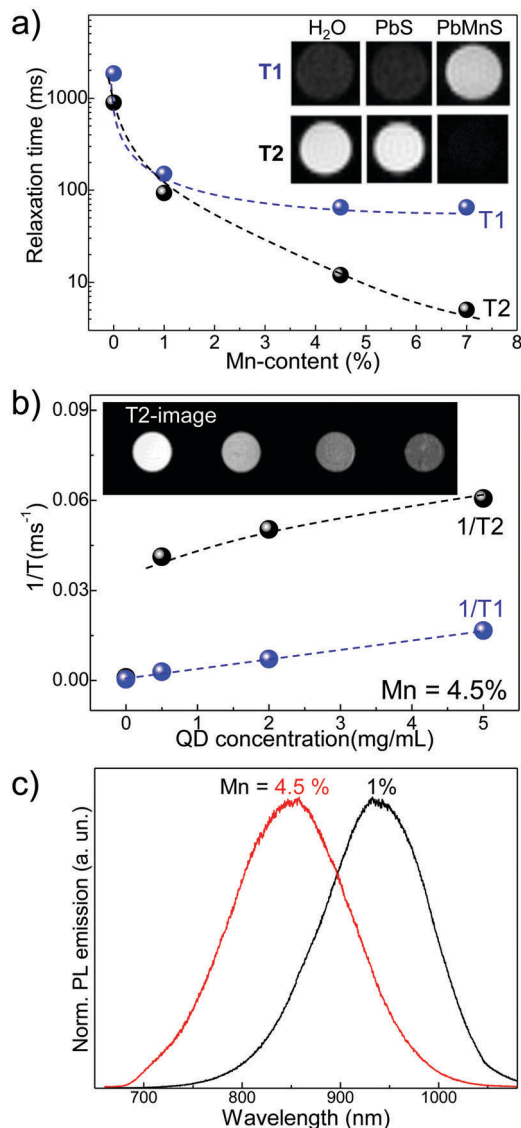 a)
H₂O PbS PbMnS
T1
T2
Relaxation time (ms)
1000
100
10
T1
T2
0 1 2 3 4 5 6 7 8
Mn-content (%)
b)
T2-image
1/T(ms⁻¹)
0.09
0.06
0.03
0.00
1/T2
1/T1
Mn = 4.5%
0 1 2 3 4 5
QD concentration(mg/mL)
c)
Mn = 4.5 % 1%
Norm. PL emission (a. un.)
700 800 900 1000
Wavelength (nm)